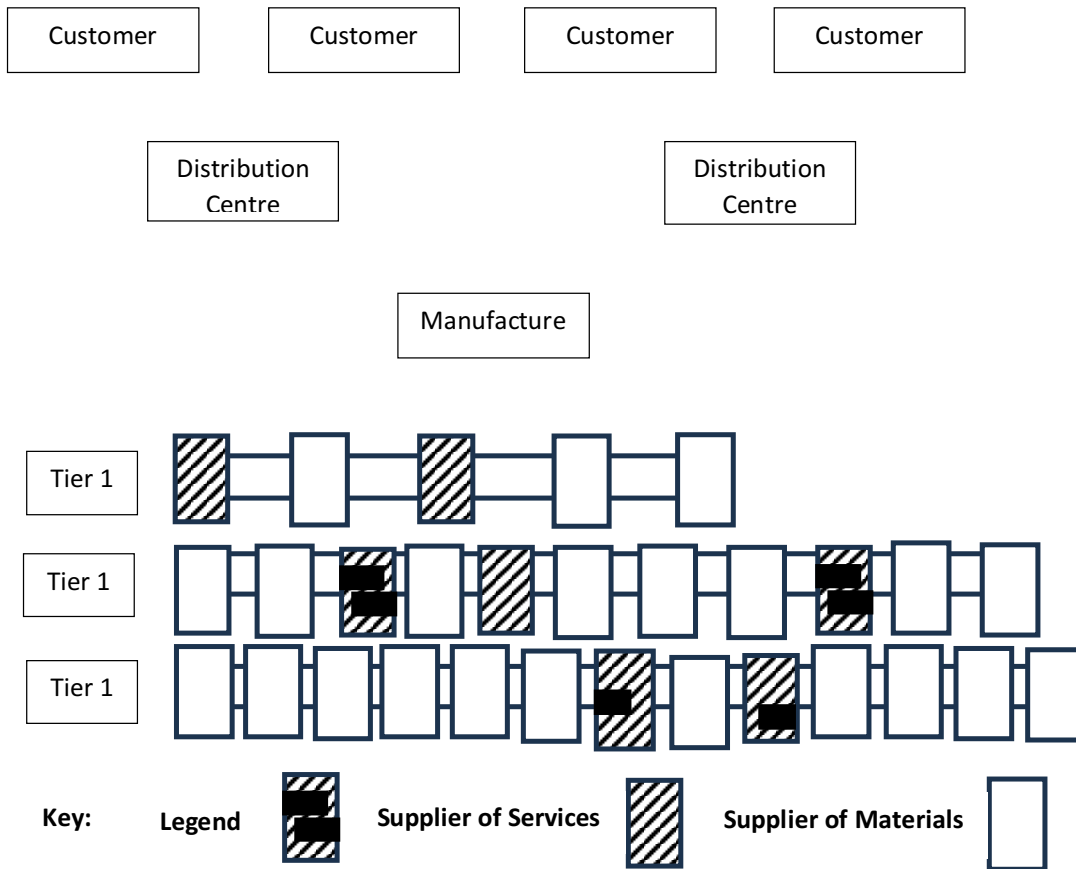 Customer
Customer
Customer
Customer
Distribution
Centre
Distribution
Centre
Manufacture
Tier 1
Tier 1
Tier 1
Key:
Legend
Supplier of Services
Supplier of Materials